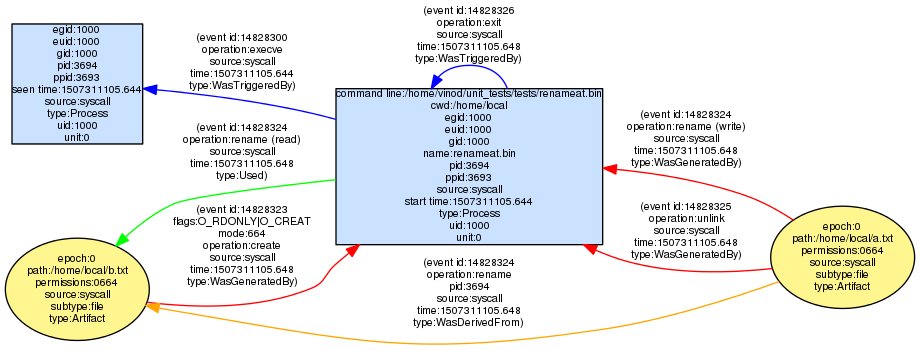 egid:1000
euid:1000
gid:1000
pid:3694
ppid:3693
seen time:1507311105.644
source:syscall
type:Process
uid:1000
unit:0
(event id:14828300
operation:execve
source:syscall
time:1507311105.644
type:WasTriggeredBy)
(event id:14828326
operation:exit
source:syscall
time:1507311105.648
type:WasTriggeredBy)
command line:/home/vinod/unit_tests/tests/renameat.bin
cwd:/home/local
egid:1000
euid:1000
gid:1000
name:renameat.bin
pid:3694
ppid:3693
source:syscall
start time:1507311105.644
type:Process
uid:1000
unit:0
(event id:14828324
operation:rename (read)
source:syscall
time:1507311105.648
type:Used)
(event id:14828324
operation:rename (write)
source:syscall
time:1507311105.648
type:WasGeneratedBy)
(event id:14828323
flags:O_RDONLY|O_CREAT
mode:664
operation:create
source:syscall
time:1507311105.648
type:WasGeneratedBy)
(event id:14828325
operation:unlink
source:syscall
time:1507311105.648
type:WasGeneratedBy)
epoch:0
path:/home/local/b.txt
permissions:0664
source:syscall
subtype:file
type:Artifact
(event id:14828324
operation:rename
pid:3694
source:syscall
time:1507311105.648
type:WasDerivedFrom)
epoch:0
path:/home/local/a.txt
permissions:0664
source:syscall
subtype:file
type:Artifact